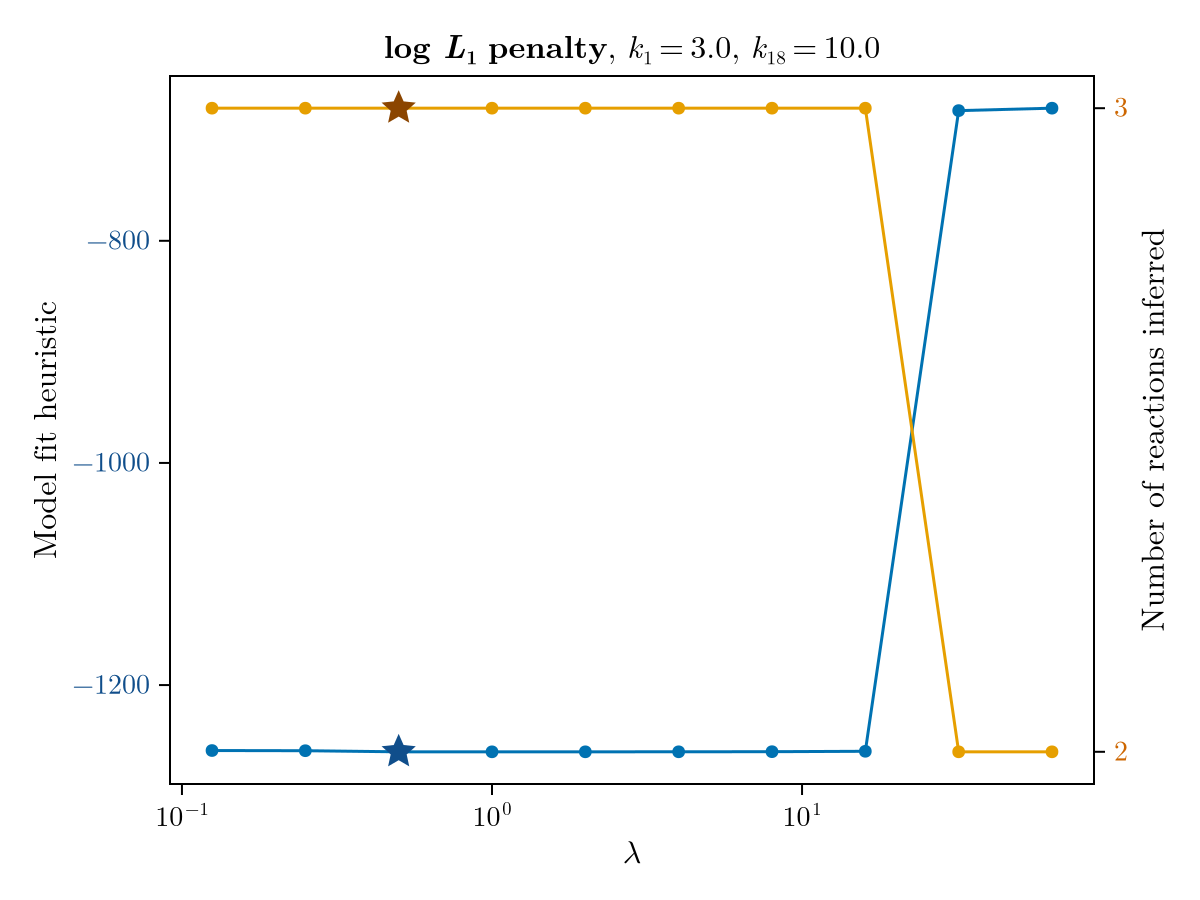 log L₁ penalty, k₁ = 3.0, k₁₈ = 10.0
Model fit heuristic
−800
−1000
−1200
3
2
Number of reactions inferred
10⁻¹
10⁰
10¹
λ